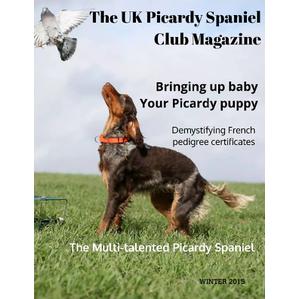 The UK Picardy Spaniel
Club Magazine
Bringing up baby
Your Picardy puppy
Demystifying French
pedigree certificates
The Multi-talented Picardy Spaniel
WINTER 2015